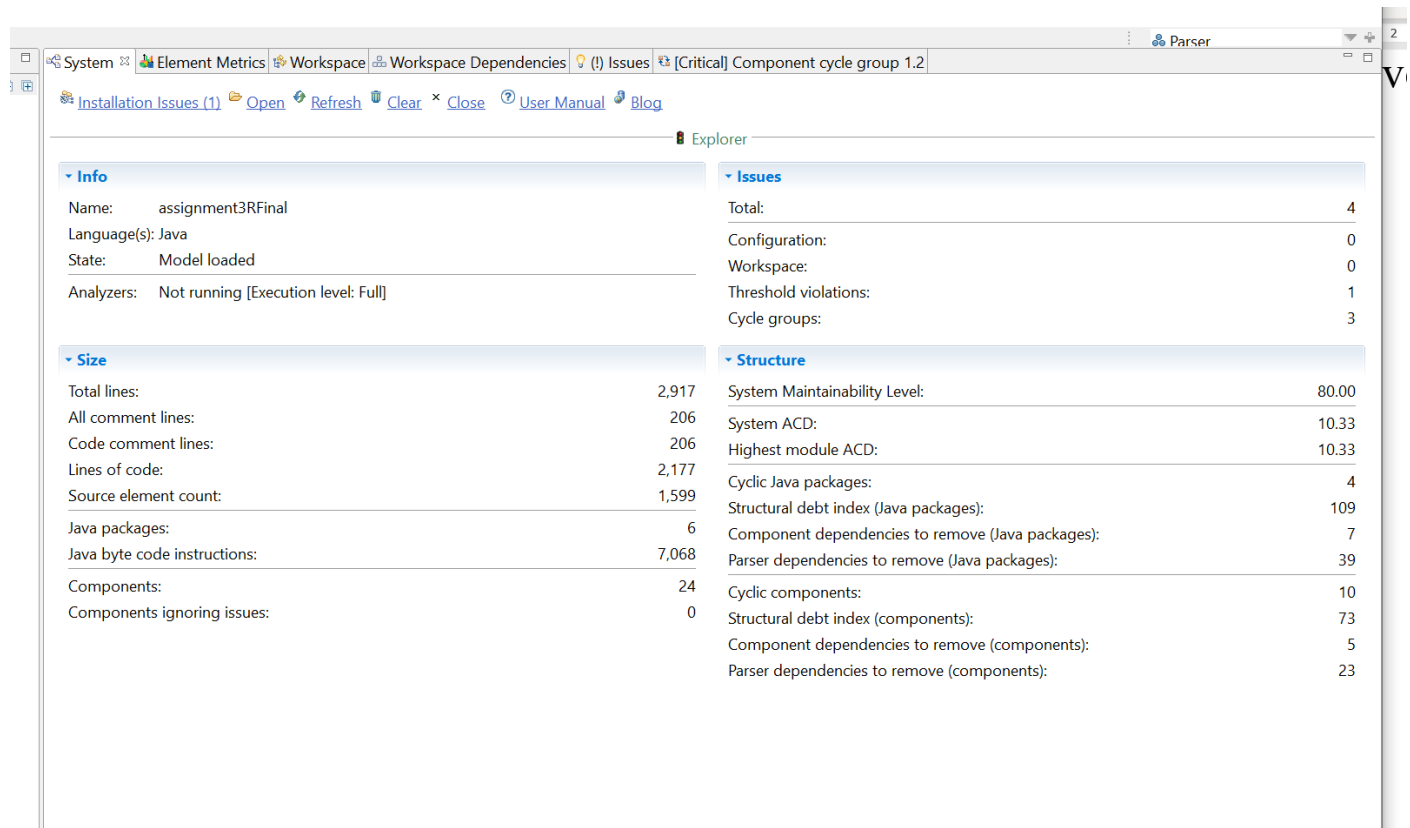 Parser
2
System Element Metrics Workspace Workspace Dependencies (!) Issues [Critical] Component cycle group 1.2
Installation Issues (1) Open Refresh Clear × Close User Manual Blog
Explorer
Info
Name: assignment3RFinal
Language(s): Java
State: Model loaded
Analyzers: Not running [Execution level: Full]
Issues
Total: 4
Configuration: 0
Workspace: 0
Threshold violations: 1
Cycle groups: 3
Size
Total lines: 2,917
All comment lines: 206
Code comment lines: 206
Lines of code: 2,177
Source element count: 1,599
Java packages: 6
Java byte code instructions: 7,068
Components: 24
Components ignoring issues: 0
Structure
System Maintainability Level: 80.00
System ACD: 10.33
Highest module ACD: 10.33
Cyclic Java packages: 4
Structural debt index (Java packages): 109
Component dependencies to remove (Java packages): 7
Parser dependencies to remove (Java packages): 39
Cyclic components: 10
Structural debt index (components): 73
Component dependencies to remove (components): 5
Parser dependencies to remove (components): 23